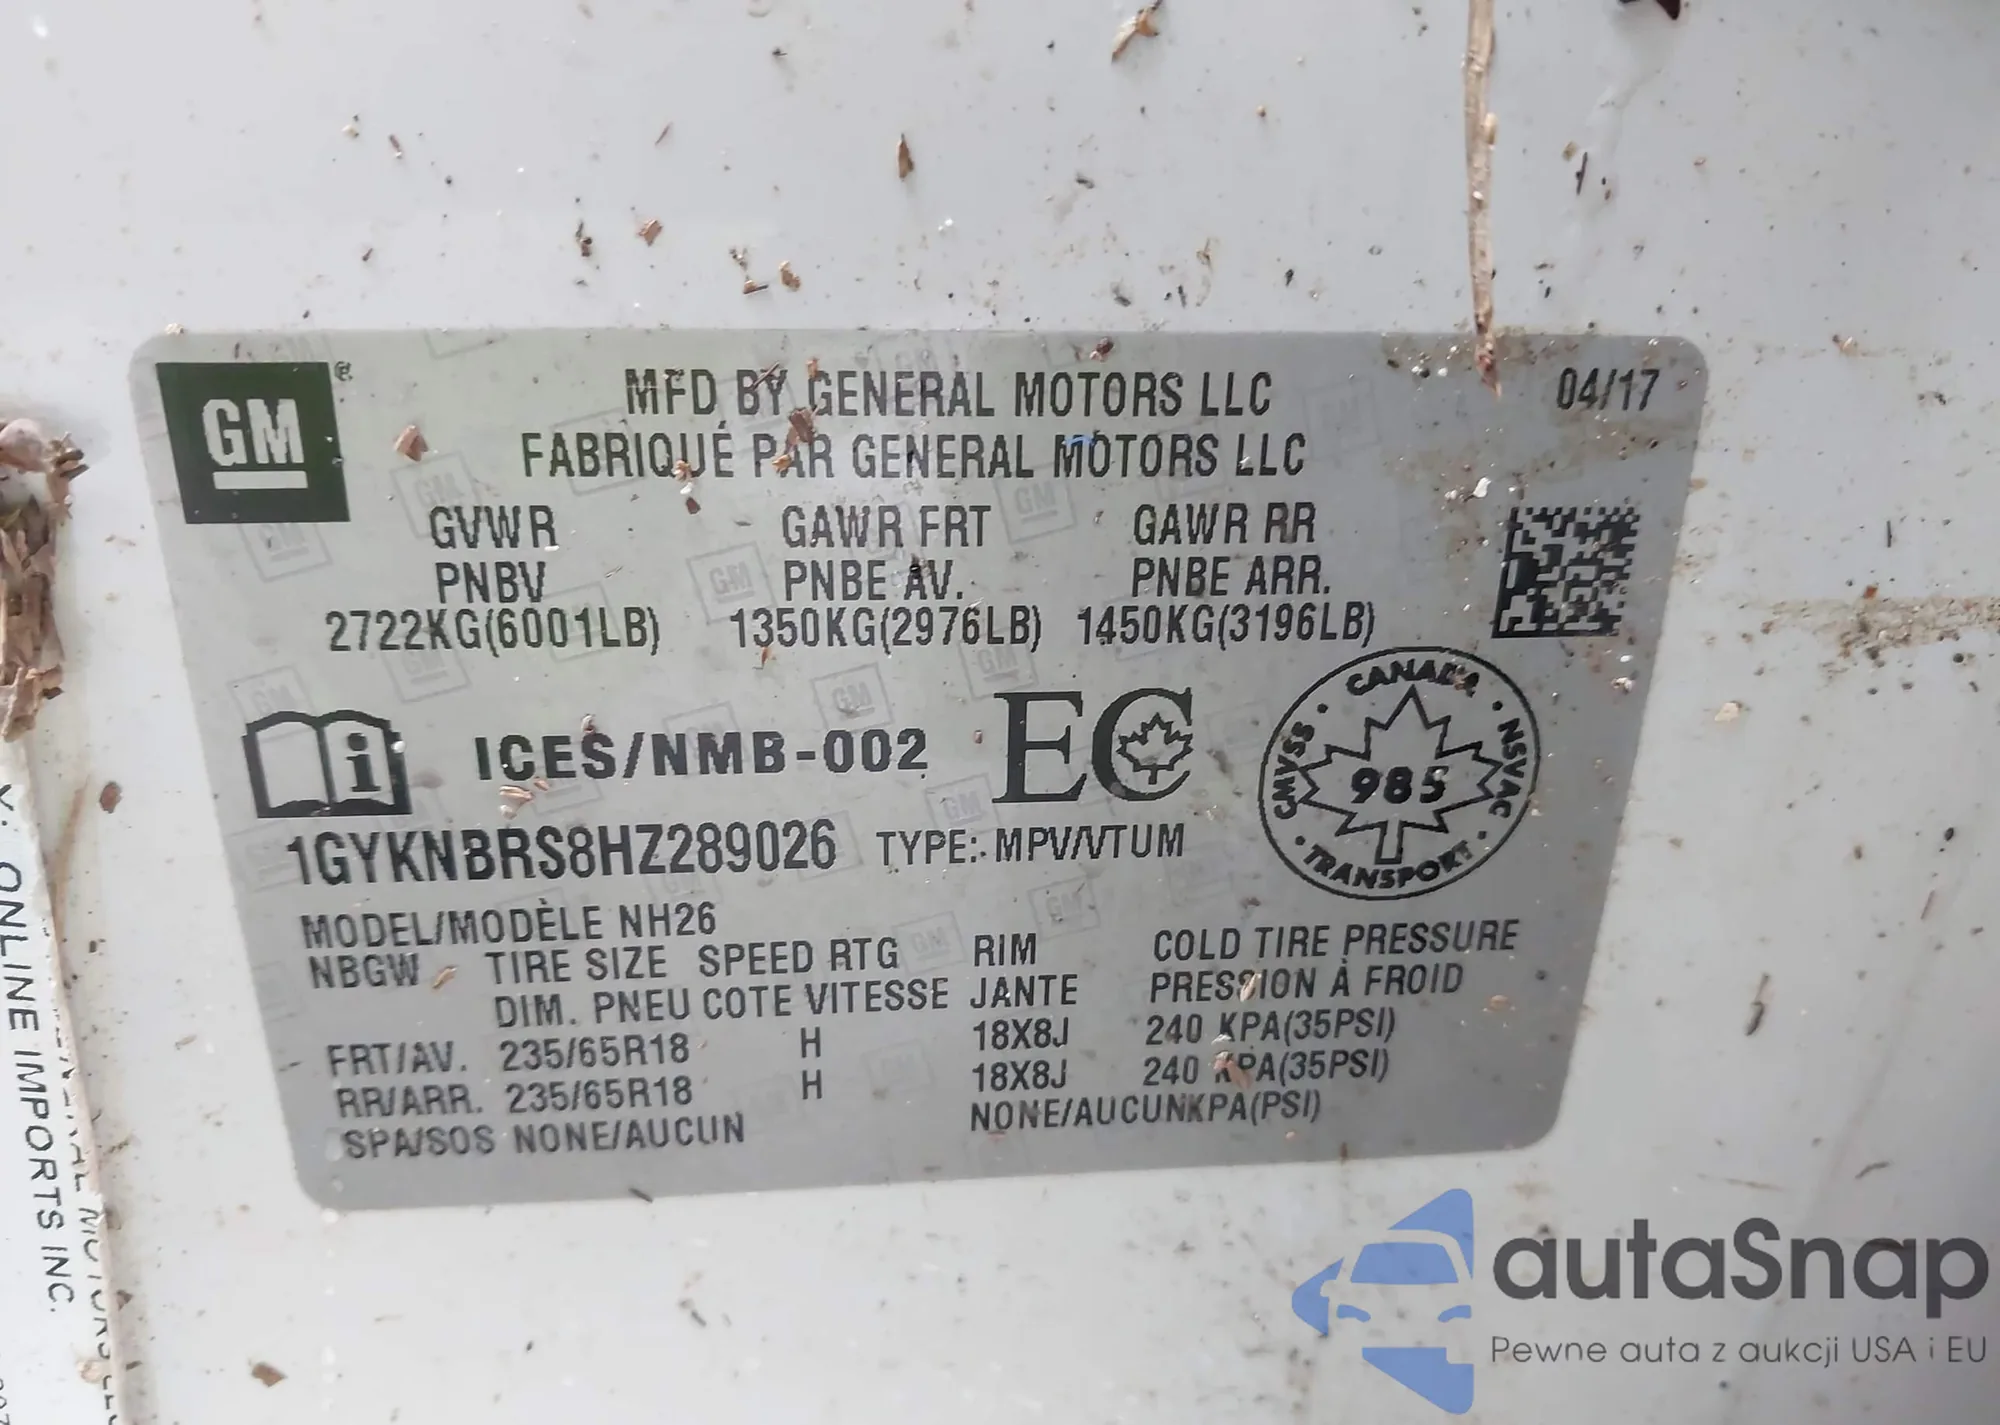 GM ®
MFD BY GENERAL MOTORS LLC 04/17
FABRIQUÉ PAR GENERAL MOTORS LLC
GVWR GAWR FRT GAWR RR
PNBV PNBE AV. PNBE ARR.
2722KG(6001LB) 1350KG(2976LB) 1450KG(3196LB)
i ICES/NMB-002 EC
CANADA · NSVAC · TRANSPORT · CMVSS ·
985
1GYKNBRS8HZ289026 TYPE: MPV/VTUM
MODEL/MODÈLE NH26
NBGW TIRE SIZE SPEED RTG RIM COLD TIRE PRESSURE
DIM. PNEU COTE VITESSE JANTE PRESSION À FROID
FRT/AV. 235/65R18 H 18X8J 240 KPA(35PSI)
RR/ARR. 235/65R18 H 18X8J 240 KPA(35PSI)
SPA/SOS NONE/AUCUN NONE/AUCUNKPA(PSI)
ONLINE IMPORTS INC.
autaSnap
Pewne auta z aukcji USA i EU